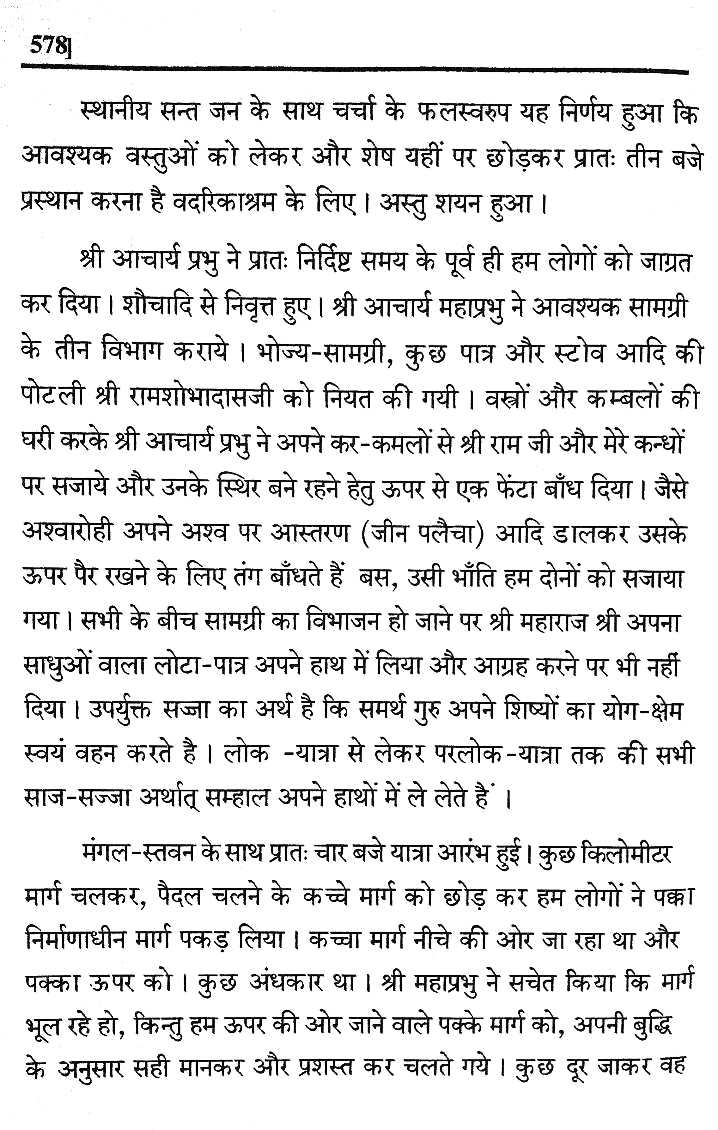 578]
स्थानीय सन्त जन के साथ चर्चा के फलस्वरुप यह निर्णय हुआ कि
आवश्यक वस्तुओं को लेकर और शेष यहीं पर छोड़कर प्रातः तीन बजे
प्रस्थान करना है वदरिकाश्रम के लिए। अस्तु शयन हुआ।
श्री आचार्य प्रभु ने प्रातः निर्दिष्ट समय के पूर्व ही हम लोगों को जाग्रत
कर दिया। शौचादि से निवृत्त हुए। श्री आचार्य महाप्रभु ने आवश्यक सामग्री
के तीन विभाग कराये। भोज्य-सामग्री, कुछ पात्र और स्टोव आदि की
पोटली श्री रामशोभादासजी को नियत की गयी। वस्त्रों और कम्बलों की
घरी करके श्री आचार्य प्रभु ने अपने कर-कमलों से श्री राम जी और मेरे कन्धों
पर सजाये और उनके स्थिर बने रहने हेतु ऊपर से एक फेंटा बाँध दिया। जैसे
अश्वारोही अपने अश्व पर आस्तरण (जीन पलैचा) आदि डालकर उसके
ऊपर पैर रखने के लिए तंग बाँधते हैं बस, उसी भाँति हम दोनों को सजाया
गया। सभी के बीच सामग्री का विभाजन हो जाने पर श्री महाराज श्री अपना
साधुओं वाला लोटा-पात्र अपने हाथ में लिया और आग्रह करने पर भी नहीं
दिया। उपर्युक्त सज्जा का अर्थ है कि समर्थ गुरु अपने शिष्यों का योग-क्षेम
स्वयं वहन करते है। लोक -यात्रा से लेकर परलोक-यात्रा तक की सभी
साज-सज्जा अर्थात् सम्हाल अपने हाथों में ले लेते हैं।
मंगल-स्तवन के साथ प्रातः चार बजे यात्रा आरंभ हुई। कुछ किलोमीटर
मार्ग चलकर, पैदल चलने के कच्चे मार्ग को छोड़ कर हम लोगों ने पक्का
निर्माणाधीन मार्ग पकड़ लिया। कच्चा मार्ग नीचे की ओर जा रहा था और
पक्का ऊपर को। कुछ अंधकार था। श्री महाप्रभु ने सचेत किया कि मार्ग
भूल रहे हो, किन्तु हम ऊपर की ओर जाने वाले पक्के मार्ग को, अपनी बुद्धि
के अनुसार सही मानकर और प्रशस्त कर चलते गये। कुछ दूर जाकर वह